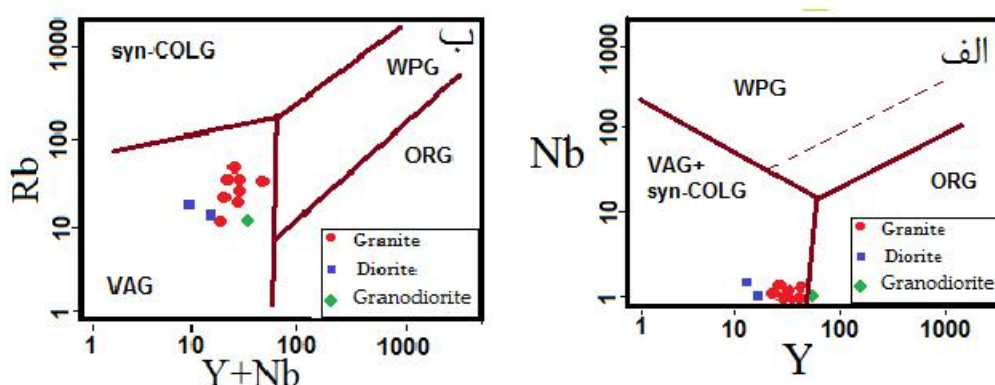 ب
1000
syn-COLG
WPG
100
Rb
ORG
10
Granite
Diorite
VAG
Granodiorite
1
1
10
100
1000
Y+Nb
الف
1000
WPG
Nb
100
VAG+
syn-COLG
ORG
10
Granite
Diorite
Granodiorite
1
1
10
100
1000
Y